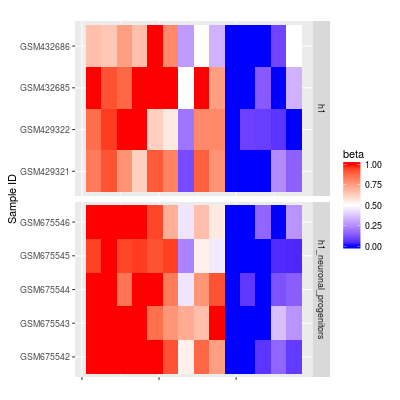 GSM432686
GSM432685
GSM429322
GSM429321
h1
Sample ID
GSM675546
GSM675545
GSM675544
GSM675543
GSM675542
h1_neuronal_progenitors
beta
1.00
0.75
0.50
0.25
0.00